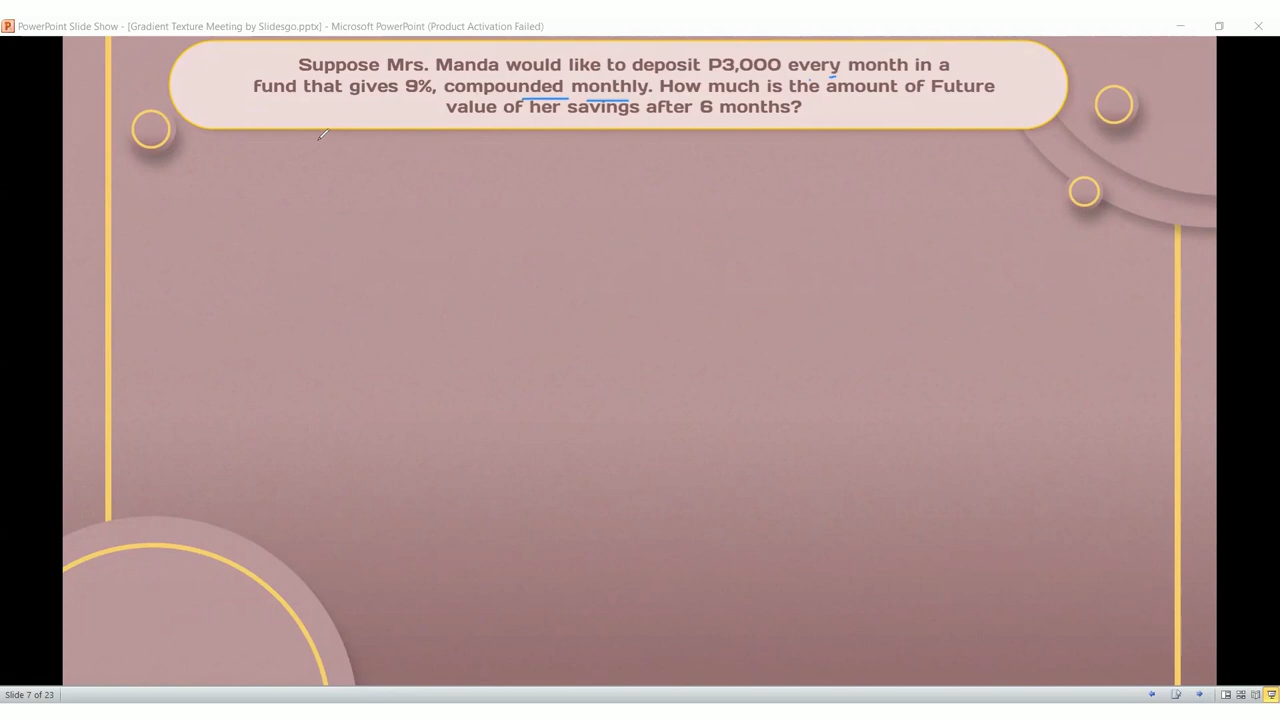 PowerPoint Slide Show - [Gradient Texture Meeting by Slidesgo.pptx] - Microsoft PowerPoint (Product Activation Failed)
Suppose Mrs. Manda would like to deposit P3,000 every month in a
fund that gives 9%, compounded monthly. How much is the amount of Future
value of her savings after 6 months?
Slide 7 of 23